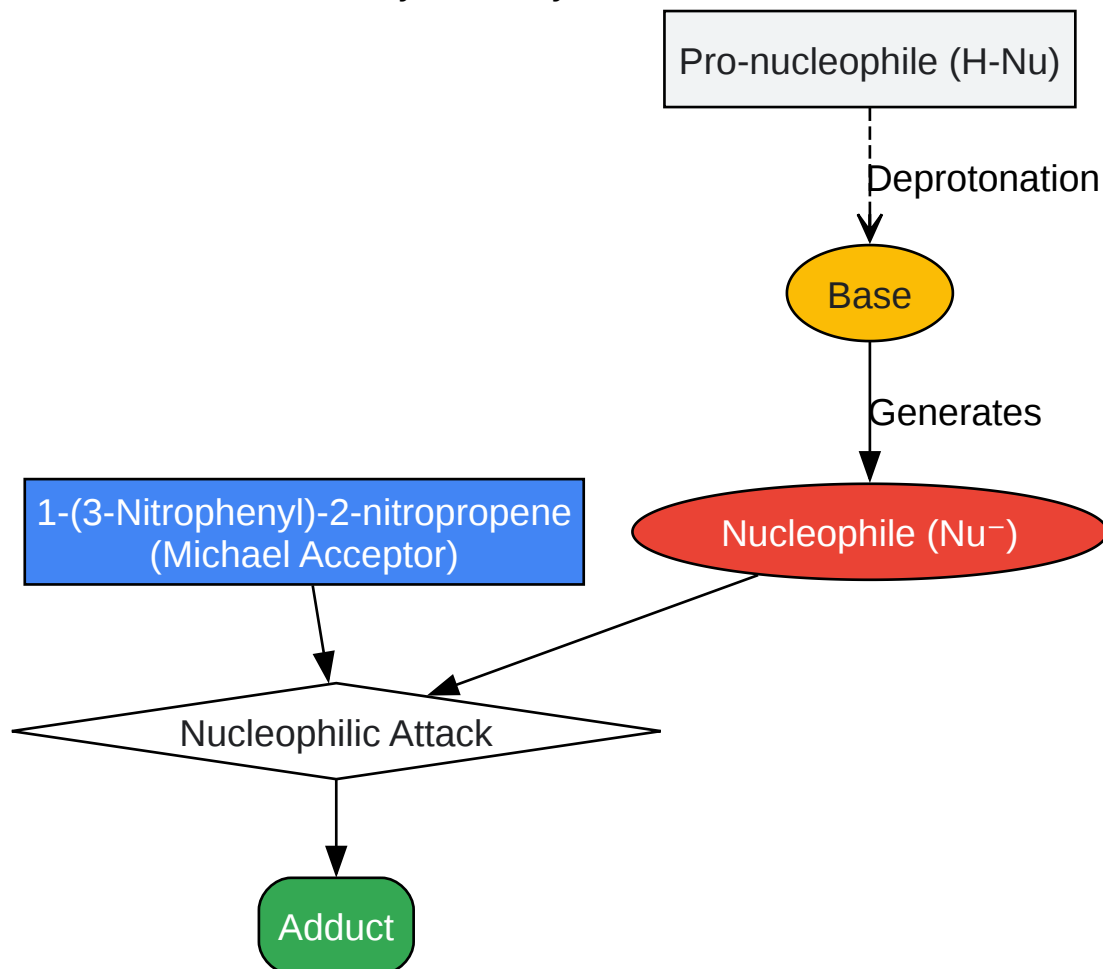 Pro-nucleophile (H-Nu)
Deprotonation
Base
Generates
1-(3-Nitrophenyl)-2-nitropropene
(Michael Acceptor)
Nucleophile (Nu⁻)
Nucleophilic Attack
Adduct